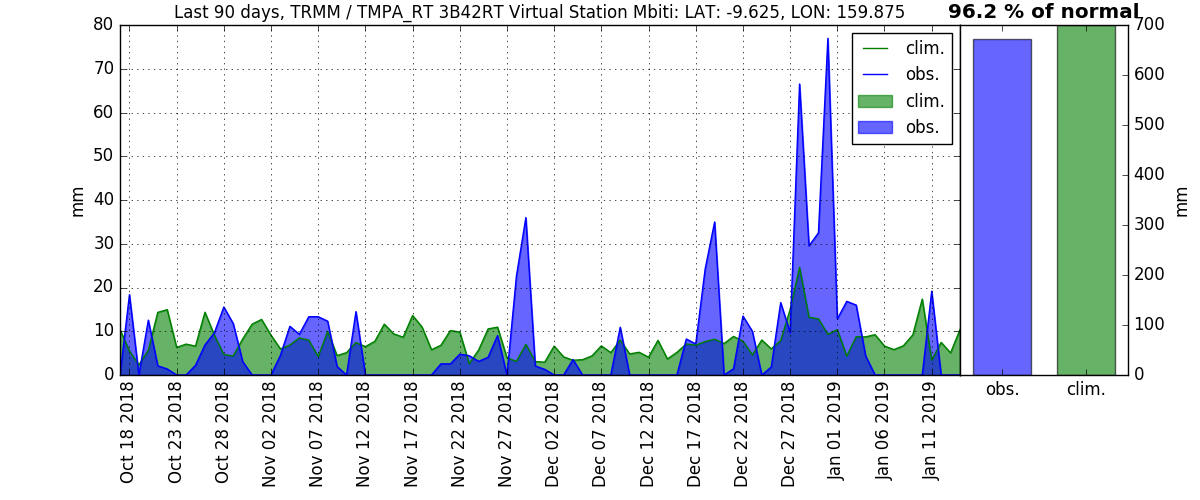 Last 90 days, TRMM / TMPA_RT 3B42RT Virtual Station Mbiti: LAT: -9.625, LON: 159.875
96.2 % of normal
80
70
60
50
40
30
20
10
0
mm
clim.
obs.
clim.
obs.
700
600
500
400
300
200
100
0
mm
obs.
clim.
Oct 18 2018
Oct 23 2018
Oct 28 2018
Nov 02 2018
Nov 07 2018
Nov 12 2018
Nov 17 2018
Nov 22 2018
Nov 27 2018
Dec 02 2018
Dec 07 2018
Dec 12 2018
Dec 17 2018
Dec 22 2018
Dec 27 2018
Jan 01 2019
Jan 06 2019
Jan 11 2019